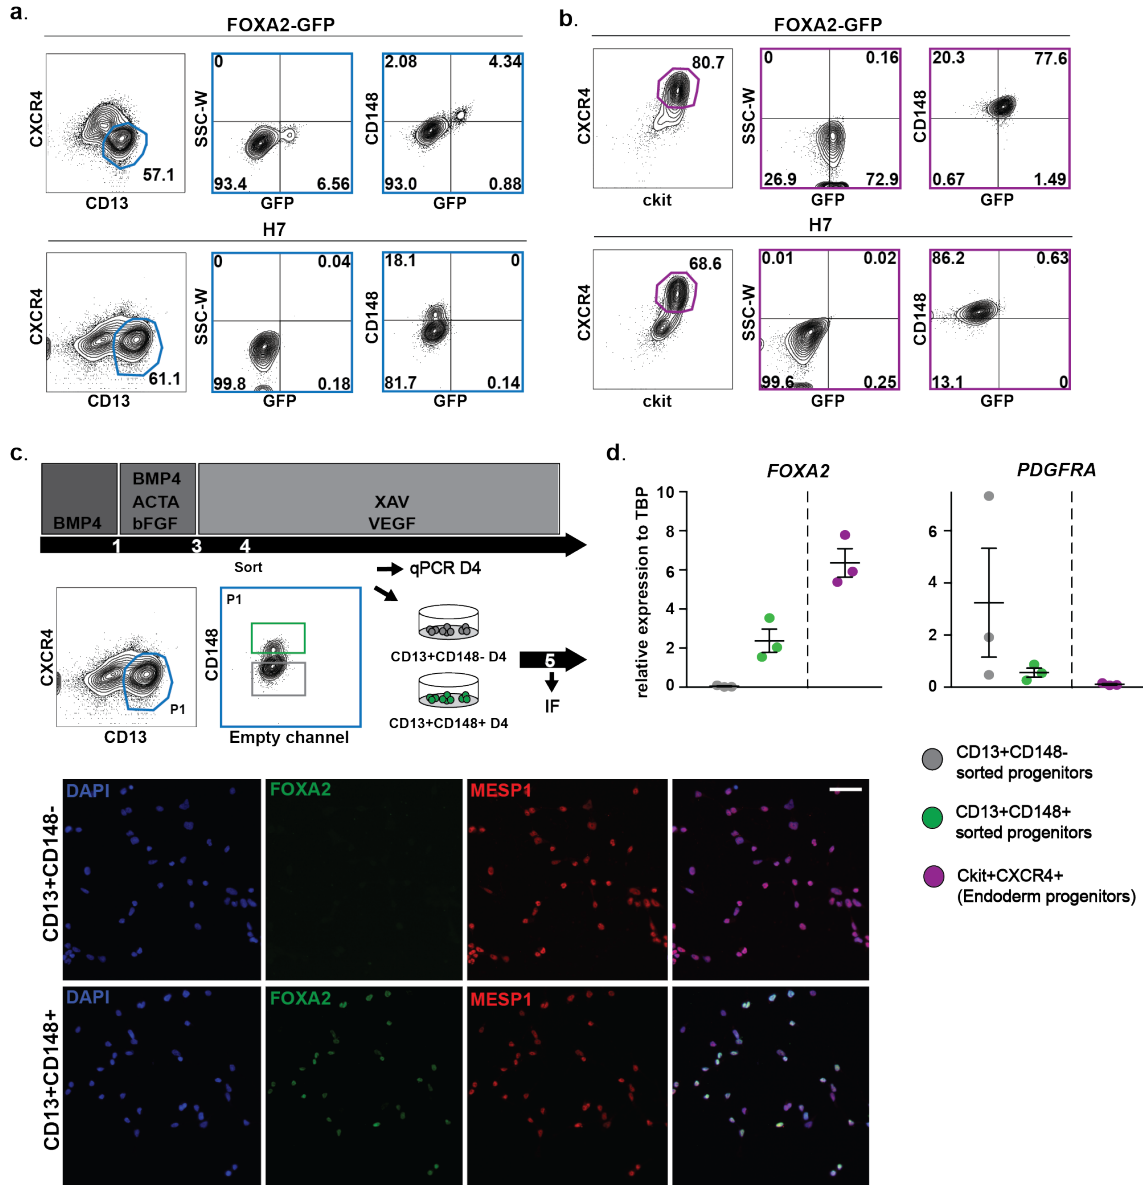 a.
FOXA2-GFP
CXCR4
57.1
CD13
SSC-W
0
93.4
6.56
GFP
CD148
2.08
4.34
93.0
0.88
GFP
H7
CXCR4
61.1
CD13
SSC-W
0
0.04
99.8
0.18
GFP
CD148
18.1
0
81.7
0.14
GFP
b.
FOXA2-GFP
CXCR4
80.7
ckit
SSC-W
0
0.16
26.9
72.9
GFP
CD148
20.3
77.6
0.67
1.49
GFP
H7
CXCR4
68.6
ckit
SSC-W
0.01
0.02
99.6
0.25
GFP
CD148
86.2
0.63
13.1
0
GFP
c.
BMP4
BMP4
ACTA
bFGF
XAV
VEGF
1
3
4
Sort
qPCR D4
CXCR4
P1
CD13
CD148
P1
Empty channel
CD13+CD148- D4
CD13+CD148+ D4
5
IF
CD13+CD148-
DAPI
FOXA2
MESP1
CD13+CD148+
DAPI
FOXA2
MESP1
d.
FOXA2
relative expression to TBP
10
8
6
4
2
0
PDGFRA
6
4
2
0
CD13+CD148-
sorted progenitors
CD13+CD148+
sorted progenitors
Ckit+CXCR4+
(Endoderm progenitors)